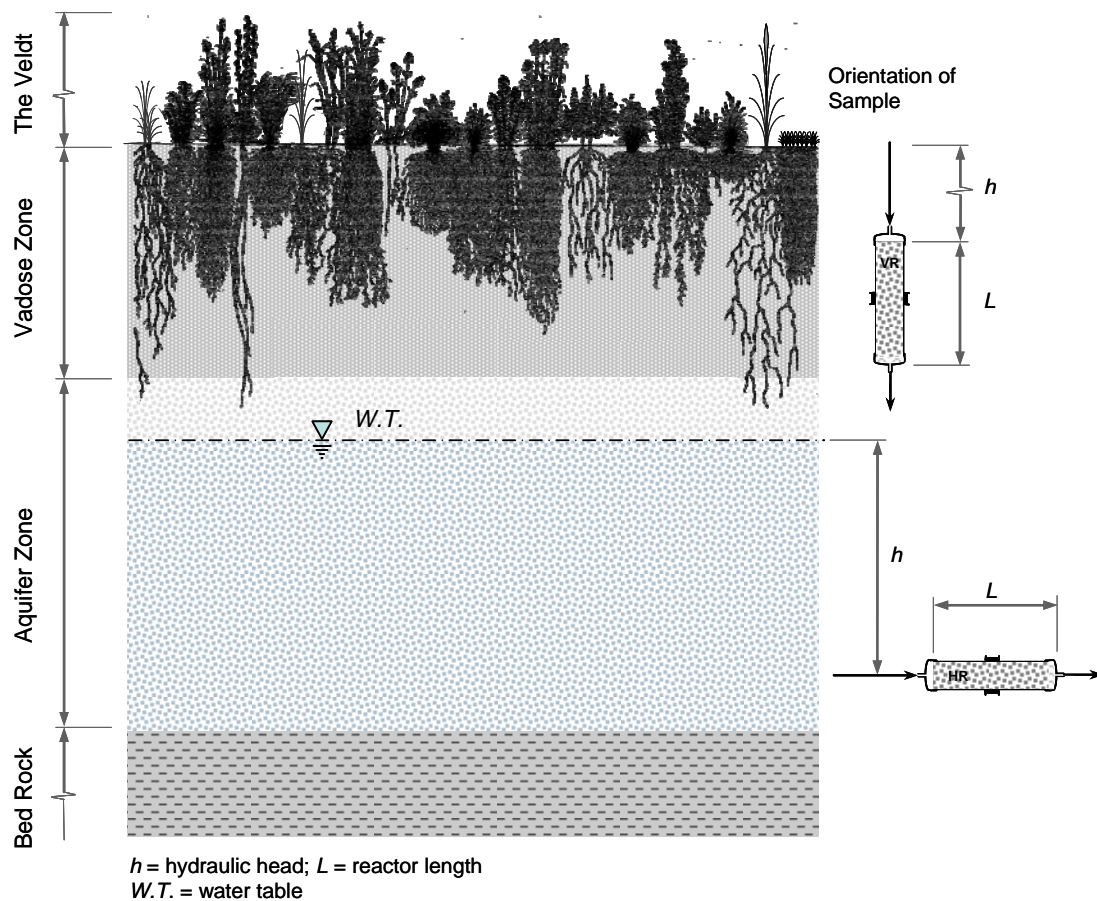 The Veldt
Vadose Zone
Aquifer Zone
Bed Rock
W.T.
Orientation of
Sample
h
VR
L
h
L
HR
h = hydraulic head; L = reactor length
W.T. = water table